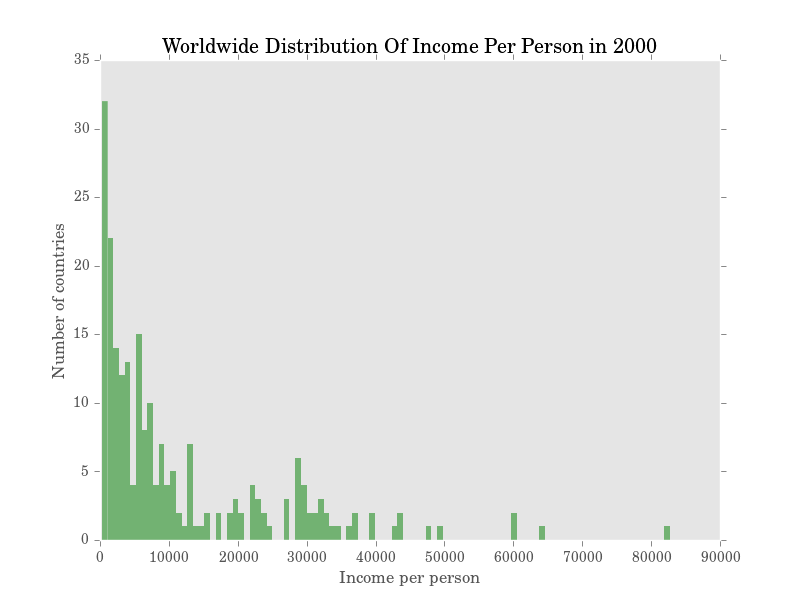 Worldwide Distribution Of Income Per Person in 2000
35
30
25
20
15
10
5
0
Number of countries
0 10000 20000 30000 40000 50000 60000 70000 80000 90000
Income per person